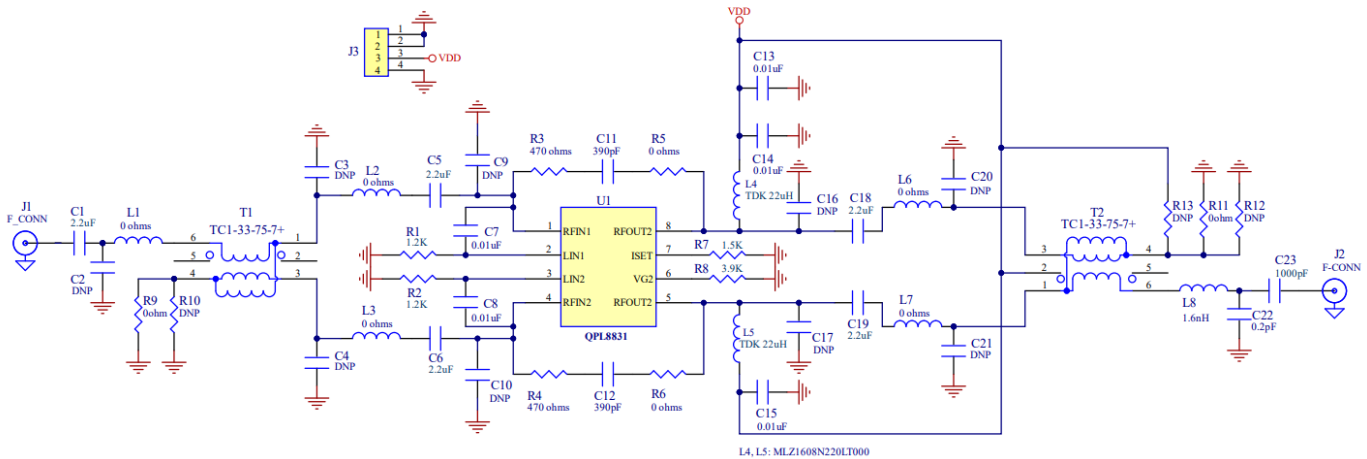 VDD
J3
1
1
2
2
3
3
VDD
4
4
C13
0.01uF
C14
0.01uF
L4
TDK 22uH
C3
DNP
L2
0 ohms
C5
2.2uF
C9
DNP
R3
470 ohms
C11
390pF
R5
0 ohms
C16
DNP
C18
2.2uF
L6
0 ohms
C20
DNP
R13
DNP
R11
0ohm
R12
DNP
J1
F_CONN
C1
2.2uF
L1
0 ohms
T1
TC1-33-75-7+
6
1
5
2
4
3
C2
DNP
R9
0ohm
R10
DNP
R1
1.2K
C7
0.01uF
R2
1.2K
C8
0.01uF
U1
1
RFIN1
RFOUT2
8
2
LIN1
ISET
7
3
LIN2
VG2
6
4
RFIN2
RFOUT2
5
QPL8831
R7
1.5K
R8
3.9K
T2
TC1-33-75-7+
3
4
2
5
1
6
C23
1000pF
J2
F-CONN
L8
1.6nH
C22
0.2pF
L3
0 ohms
C6
2.2uF
C4
DNP
C10
DNP
R4
470 ohms
C12
390pF
R6
0 ohms
L5
TDK 22uH
C17
DNP
C19
2.2uF
L7
0 ohms
C21
DNP
C15
0.01uF
L4, L5: MLZ1608N220LT000